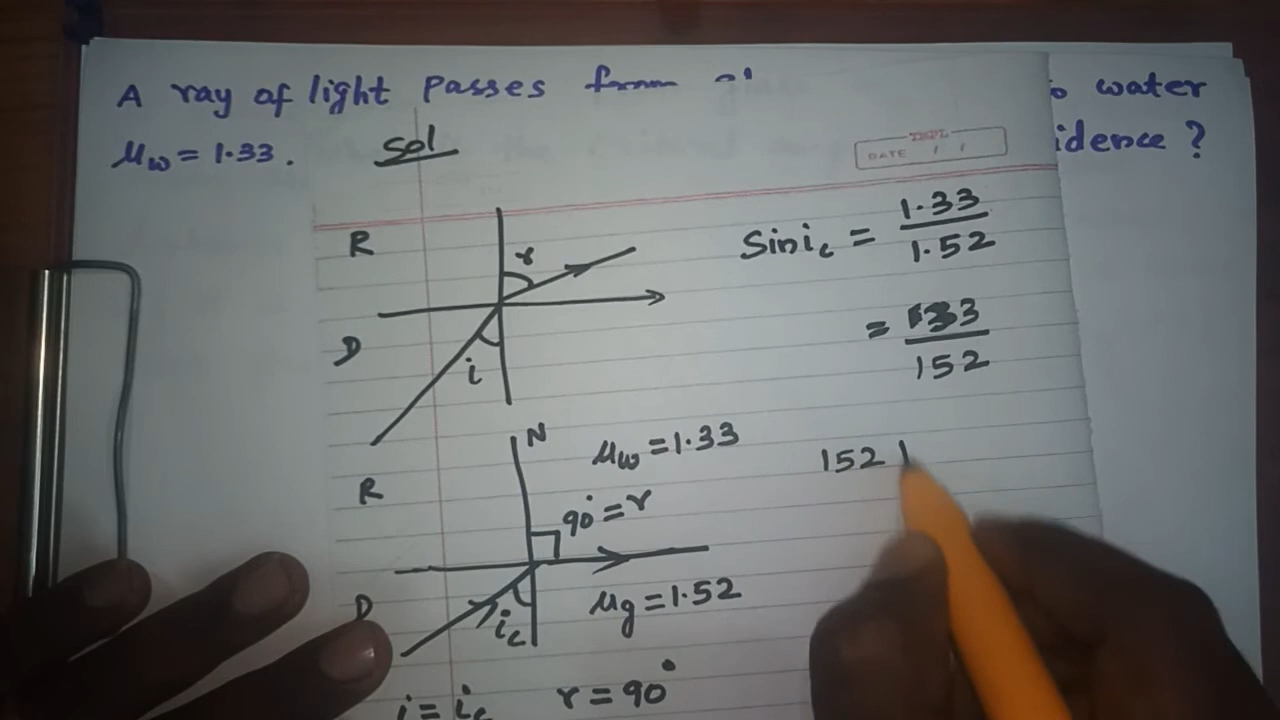 A ray of light Passes from water
μw = 1.33. idence ?
Sol
DATE / /
R
r
D
i
Sin ic = 1.33 / 1.52
= 133 / 152
N
μw = 1.33
R
90° = r
152
D
ic
μg = 1.52
i = ic r = 90°